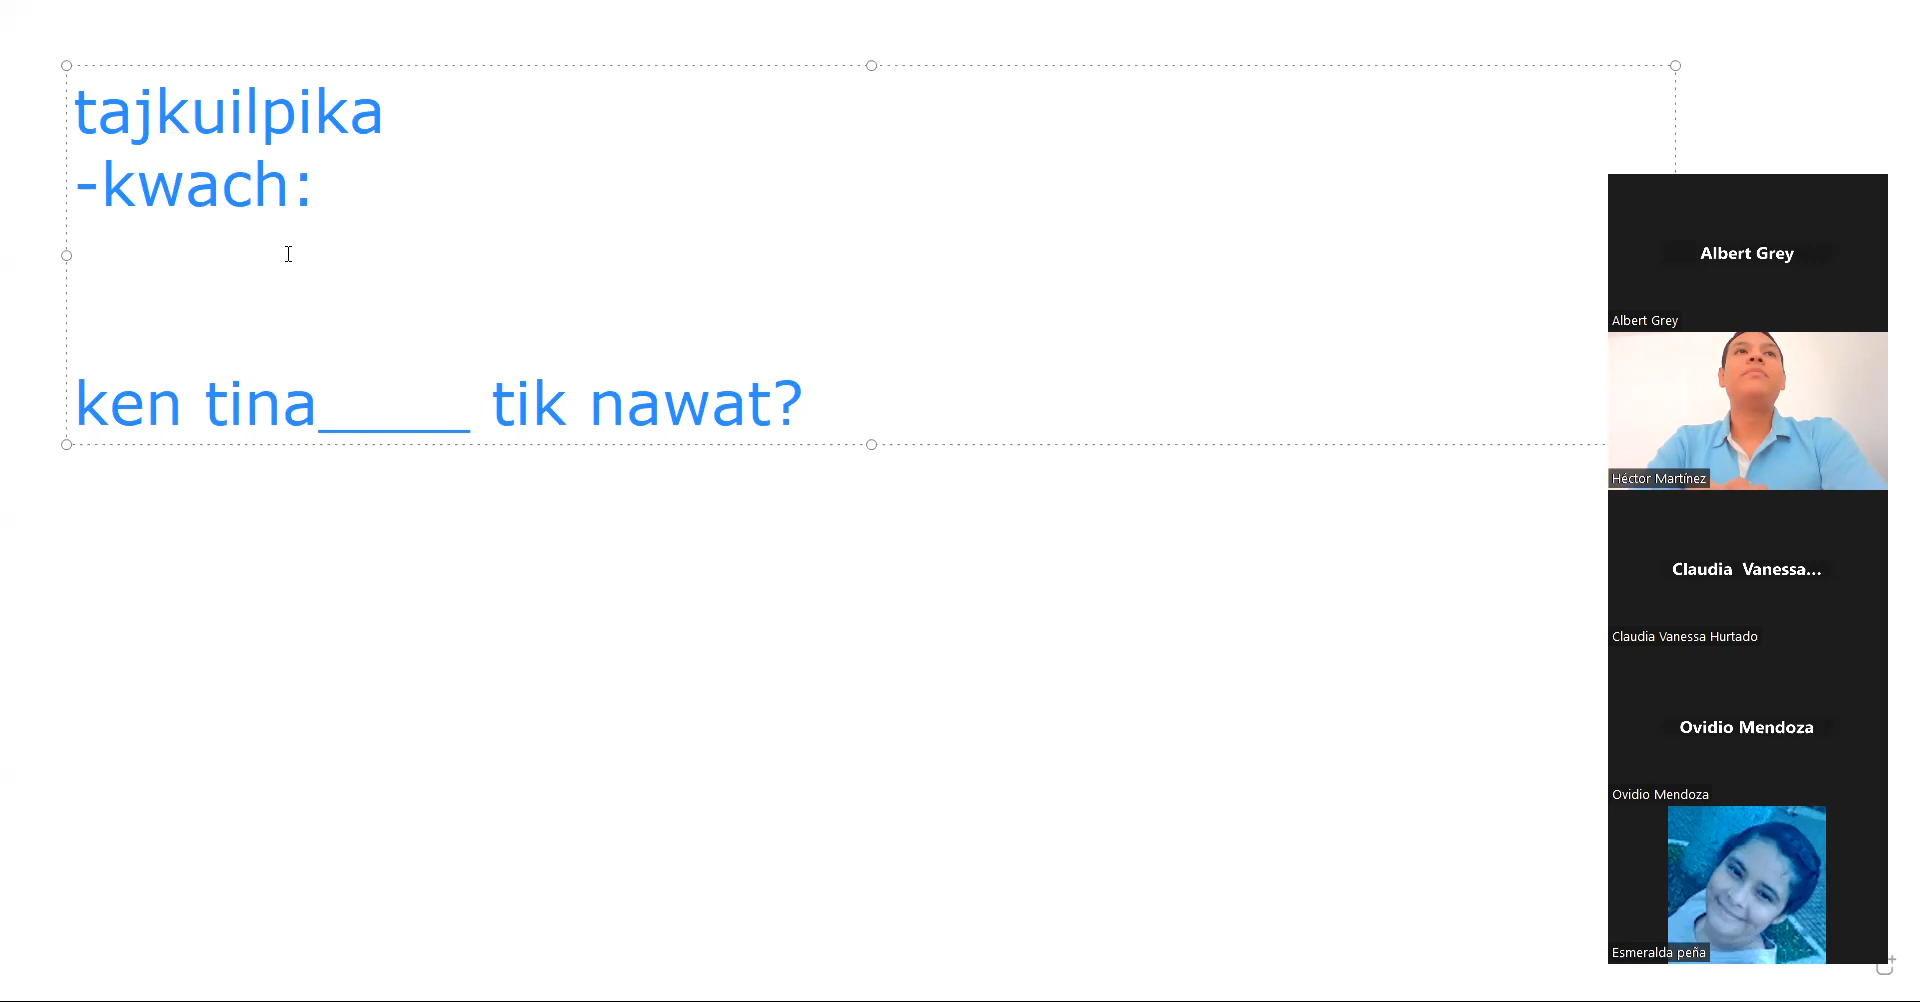 tajkuilpika
-kwach:
ken tina_____ tik nawat?
Albert Grey
Albert Grey
Héctor Martínez
Claudia Vanessa...
Claudia Vanessa Hurtado
Ovidio Mendoza
Ovidio Mendoza
Esmeralda peña